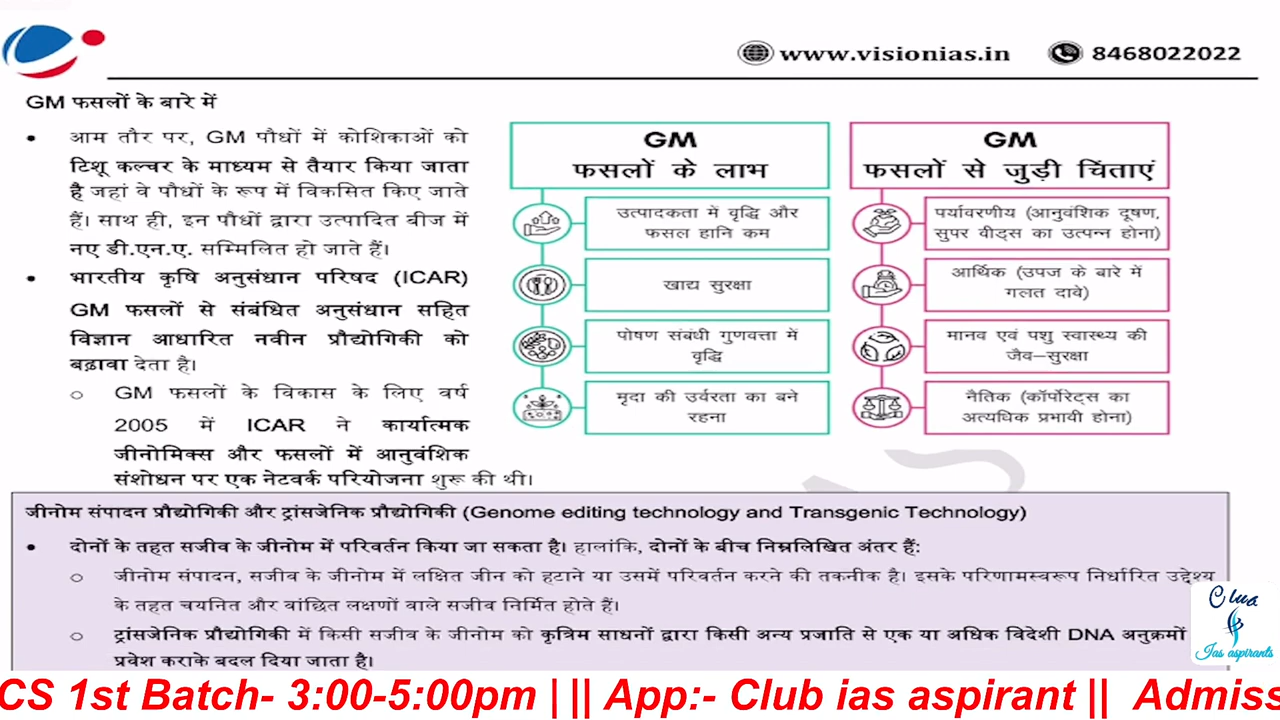 www.visionias.in 8468022022
GM फसलों के बारे में
• आम तौर पर, GM पौधों में कोशिकाओं को
टिशू कल्चर के माध्यम से तैयार किया जाता
है जहां वे पौधों के रूप में विकसित किए जाते
हैं। साथ ही, इन पौधों द्वारा उत्पादित बीज में
नए डी.एन.ए. सम्मिलित हो जाते हैं।
• भारतीय कृषि अनुसंधान परिषद (ICAR)
GM फसलों से संबंधित अनुसंधान सहित
विज्ञान आधारित नवीन प्रौद्योगिकी को
बढ़ावा देता है।
o GM फसलों के विकास के लिए वर्ष
2005 में ICAR ने कार्यात्मक
जीनोमिक्स और फसलों में आनुवंशिक
संशोधन पर एक नेटवर्क परियोजना शुरू की थी।
GM
फसलों के लाभ
उत्पादकता में वृद्धि और
फसल हानि कम
खाद्य सुरक्षा
पोषण संबंधी गुणवत्ता में
वृद्धि
मृदा की उर्वरता का बने
रहना
GM
फसलों से जुड़ी चिंताएं
पर्यावरणीय (आनुवंशिक दूषण,
सुपर वीड्स का उत्पन्न होना)
आर्थिक (उपज के बारे में
गलत दावे)
मानव एवं पशु स्वास्थ्य की
जैव–सुरक्षा
नैतिक (कॉर्पोरेट्स का
अत्यधिक प्रभावी होना)
जीनोम संपादन प्रौद्योगिकी और ट्रांसजेनिक प्रौद्योगिकी (Genome editing technology and Transgenic Technology)
• दोनों के तहत सजीव के जीनोम में परिवर्तन किया जा सकता है। हालांकि, दोनों के बीच निम्नलिखित अंतर हैं:
o जीनोम संपादन, सजीव के जीनोम में लक्षित जीन को हटाने या उसमें परिवर्तन करने की तकनीक है। इसके परिणामस्वरूप निर्धारित उद्देश्य
के तहत चयनित और वांछित लक्षणों वाले सजीव निर्मित होते हैं।
o ट्रांसजेनिक प्रौद्योगिकी में किसी सजीव के जीनोम को कृत्रिम साधनों द्वारा किसी अन्य प्रजाति से एक या अधिक विदेशी DNA अनुक्रमों
प्रवेश कराके बदल दिया जाता है।
Club
Ias aspirants
CS 1st Batch- 3:00-5:00pm | || App:- Club ias aspirant || Admiss